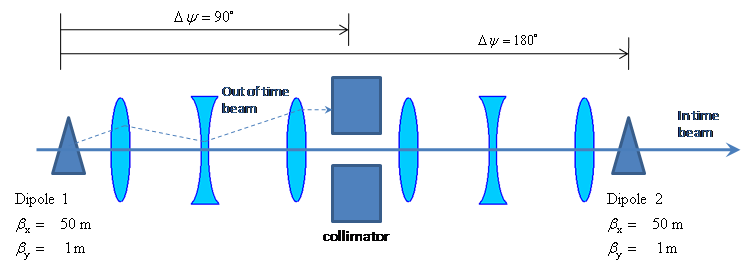 Δψ = 90°
Δψ = 180°
Out of time
beam
In time
beam
Dipole 1
βx = 50 m
βy = 1 m
collimator
Dipole 2
βx = 50 m
βy = 1 m